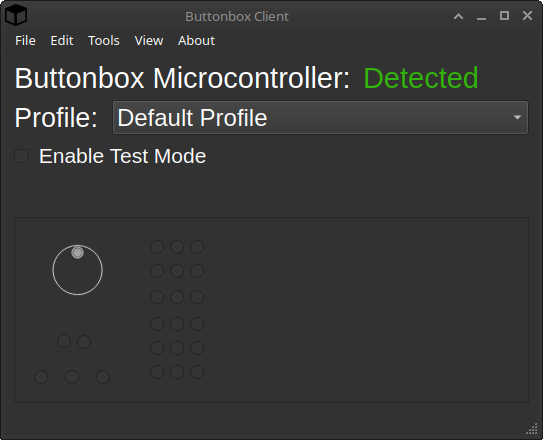 Buttonbox Client
File Edit Tools View About
Buttonbox Microcontroller: Detected
Profile: Default Profile
Enable Test Mode